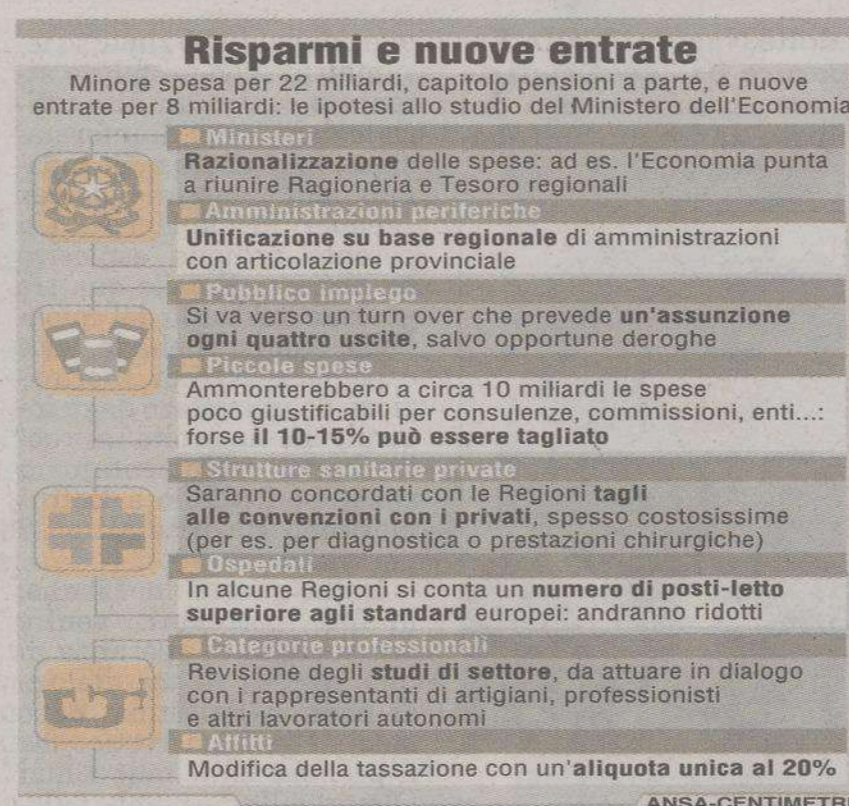 Risparmi e nuove entrate
Minore spesa per 22 miliardi, capitolo pensioni a parte, e nuove
entrate per 8 miliardi: le ipotesi allo studio del Ministero dell'Economia
Ministeri
Razionalizzazione delle spese: ad es. l'Economia punta
a riunire Ragioneria e Tesoro regionali
Amministrazioni periferiche
Unificazione su base regionale di amministrazioni
con articolazione provinciale
Pubblico impiego
Si va verso un turn over che prevede un'assunzione
ogni quattro uscite, salvo opportune deroghe
Piccole spese
Ammonterebbero a circa 10 miliardi le spese
poco giustificabili per consulenze, commissioni, enti...:
forse il 10-15% può essere tagliato
Strutture sanitarie private
Saranno concordati con le Regioni tagli
alle convenzioni con i privati, spesso costosissime
(per es. per diagnostica o prestazioni chirurgiche)
Ospedali
In alcune Regioni si conta un numero di posti-letto
superiore agli standard europei: andranno ridotti
Categorie professionali
Revisione degli studi di settore, da attuare in dialogo
con i rappresentanti di artigiani, professionisti
e altri lavoratori autonomi
Affitti
Modifica della tassazione con un'aliquota unica al 20%
ANSA-CENTIMETRI